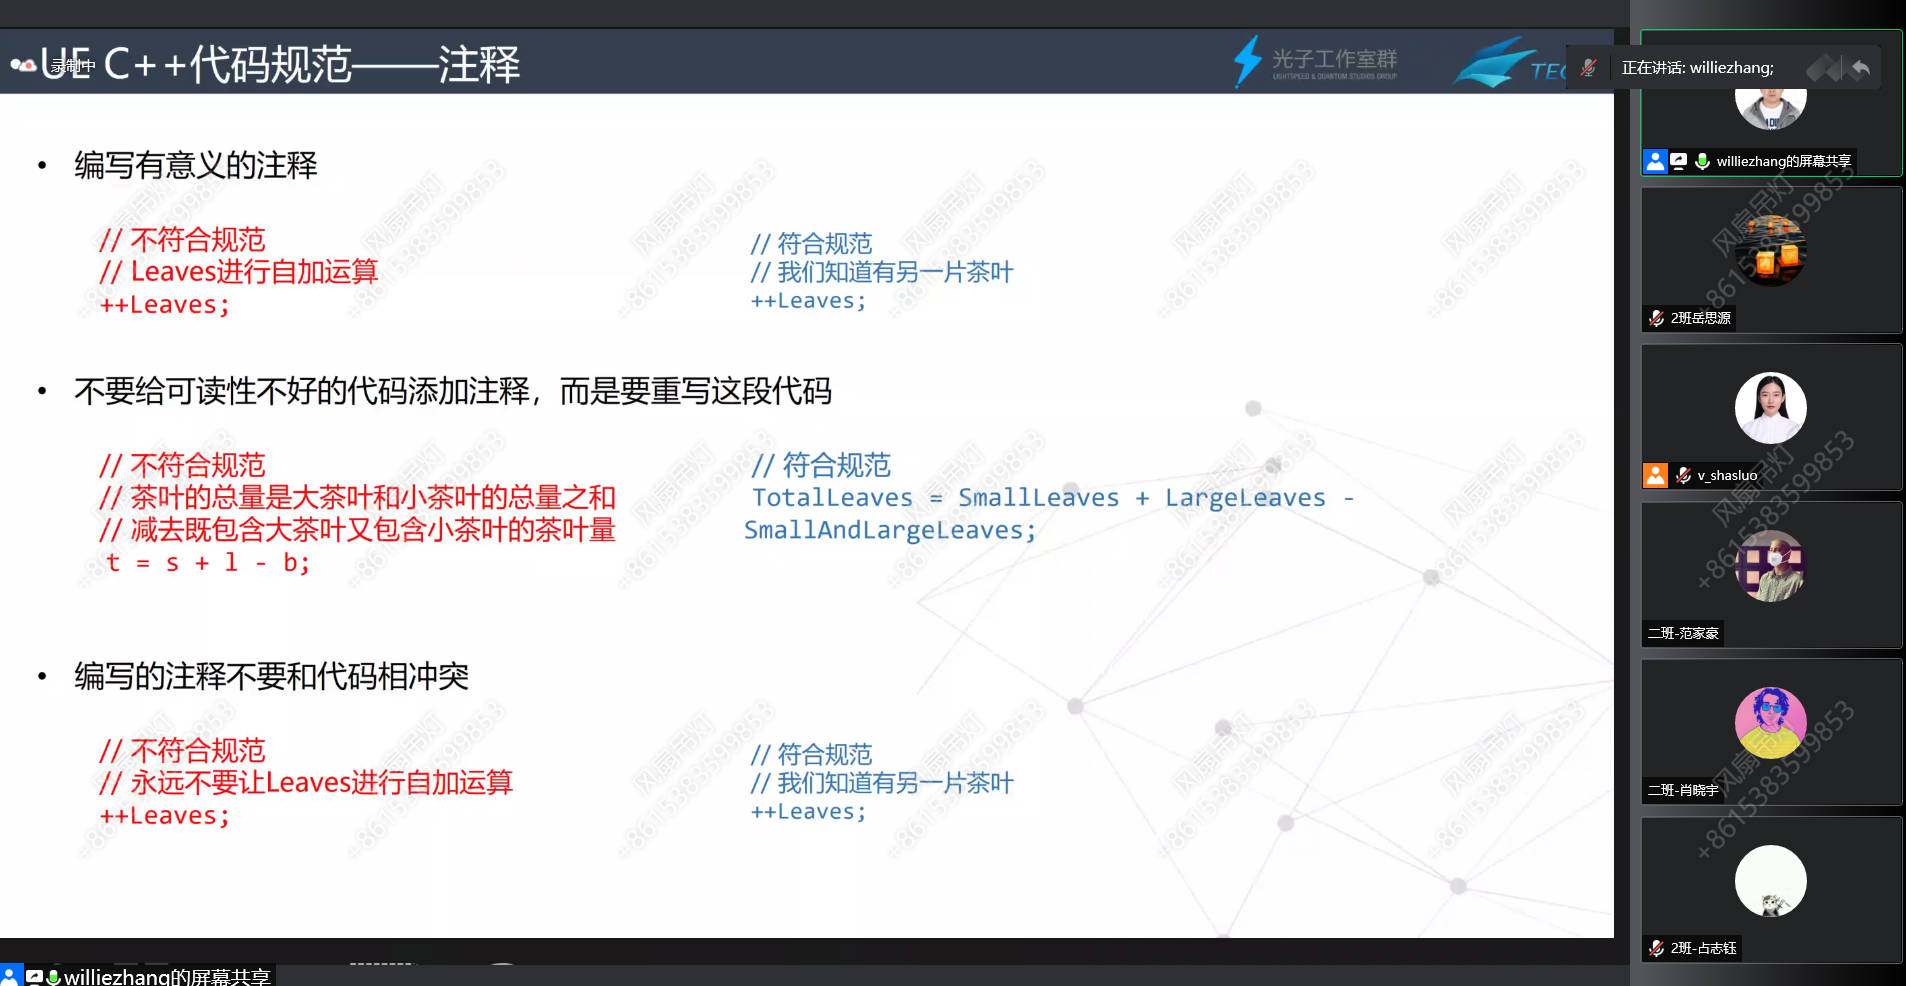 UE C++代码规范——注释
录制中
光子工作室群
LIGHTSPEED & QUANTUM STUDIOS GROUP
TEC
正在讲话: williezhang;
• 编写有意义的注释
// 不符合规范
// Leaves进行自加运算
++Leaves;
// 符合规范
// 我们知道有另一片茶叶
++Leaves;
• 不要给可读性不好的代码添加注释，而是要重写这段代码
// 不符合规范
// 茶叶的总量是大茶叶和小茶叶的总量之和
// 减去既包含大茶叶又包含小茶叶的茶叶量
t = s + l - b;
// 符合规范
TotalLeaves = SmallLeaves + LargeLeaves -
SmallAndLargeLeaves;
• 编写的注释不要和代码相冲突
// 不符合规范
// 永远不要让Leaves进行自加运算
++Leaves;
// 符合规范
// 我们知道有另一片茶叶
++Leaves;
williezhang的屏幕共享
2班岳思源
v_shasluo
二班-范家豪
二班-肖晓宇
2班-占志钰
williezhang的屏幕共享
风扇吊灯
+8615383599853